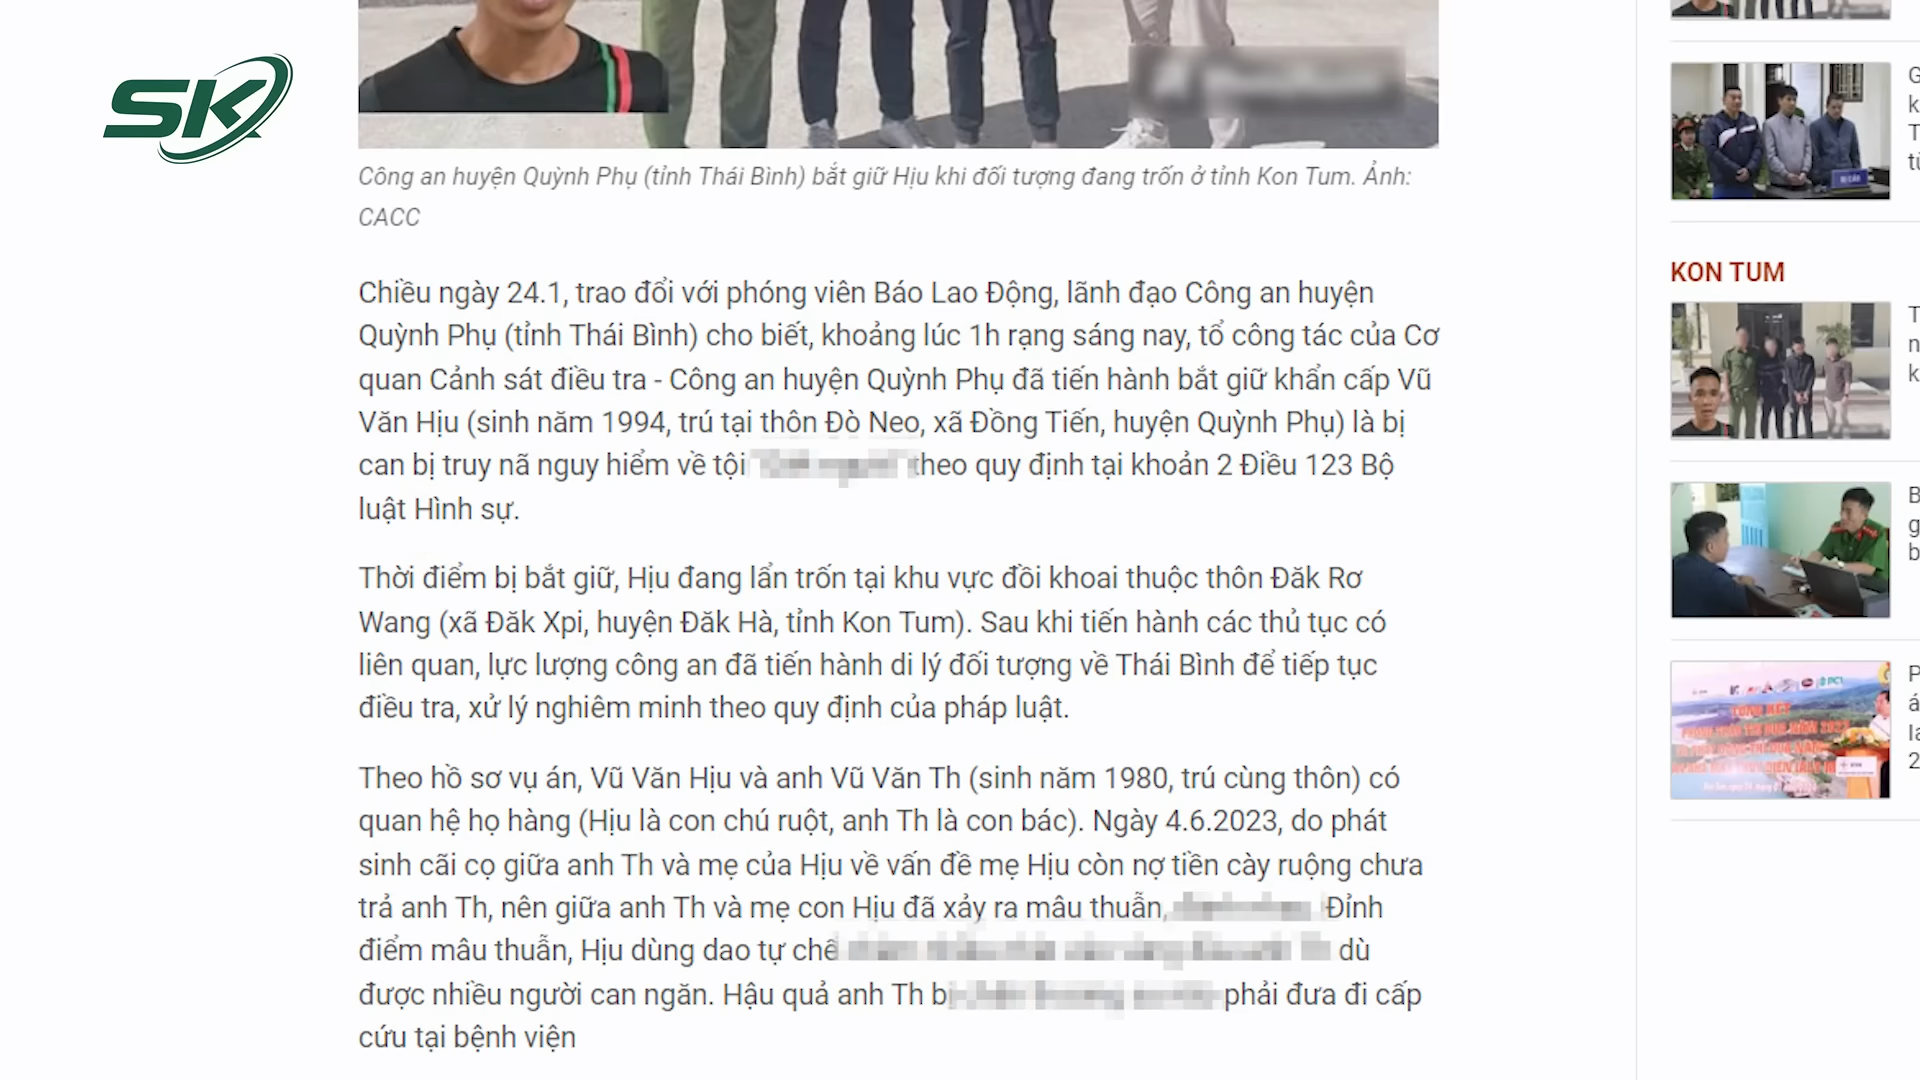 SK
Công an huyện Quỳnh Phụ (tỉnh Thái Bình) bắt giữ Hịu khi đối tượng đang trốn ở tỉnh Kon Tum. Ảnh:
CACC
Chiều ngày 24.1, trao đổi với phóng viên Báo Lao Động, lãnh đạo Công an huyện
Quỳnh Phụ (tỉnh Thái Bình) cho biết, khoảng lúc 1h rạng sáng nay, tổ công tác của Cơ
quan Cảnh sát điều tra - Công an huyện Quỳnh Phụ đã tiến hành bắt giữ khẩn cấp Vũ
Văn Hịu (sinh năm 1994, trú tại thôn Đò Neo, xã Đồng Tiến, huyện Quỳnh Phụ) là bị
can bị truy nã nguy hiểm về tội theo quy định tại khoản 2 Điều 123 Bộ
luật Hình sự.
Thời điểm bị bắt giữ, Hịu đang lẩn trốn tại khu vực đồi khoai thuộc thôn Đăk Rơ
Wang (xã Đăk Xpi, huyện Đăk Hà, tỉnh Kon Tum). Sau khi tiến hành các thủ tục có
liên quan, lực lượng công an đã tiến hành di lý đối tượng về Thái Bình để tiếp tục
điều tra, xử lý nghiêm minh theo quy định của pháp luật.
Theo hồ sơ vụ án, Vũ Văn Hịu và anh Vũ Văn Th (sinh năm 1980, trú cùng thôn) có
quan hệ họ hàng (Hịu là con chú ruột, anh Th là con bác). Ngày 4.6.2023, do phát
sinh cãi cọ giữa anh Th và mẹ của Hịu về vấn đề mẹ Hịu còn nợ tiền cày ruộng chưa
trả anh Th, nên giữa anh Th và mẹ con Hịu đã xảy ra mâu thuẫn, Đỉnh
điểm mâu thuẫn, Hịu dùng dao tự chế dù
được nhiều người can ngăn. Hậu quả anh Th bị phải đưa đi cấp
cứu tại bệnh viện
KON TUM
BỊ CÁO
TỔNG KẾT